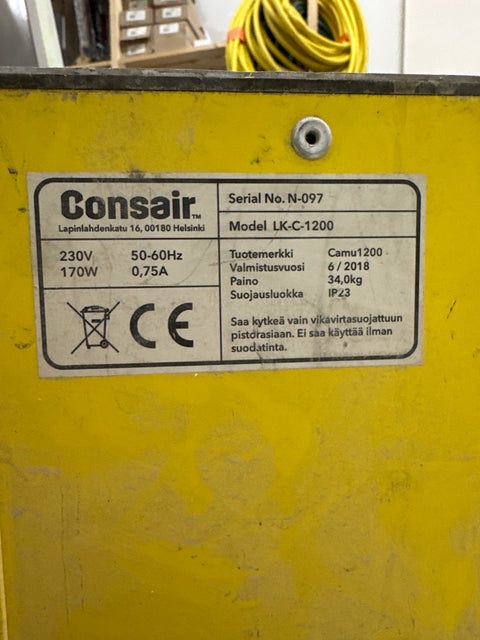 Consair™
Lapinlahdenkatu 16, 00180 Helsinki
230V 50-60Hz
170W 0,75A
CE
Serial No. N-097
Model LK-C-1200
Tuotemerkki Camu1200
Valmistusvuosi 6/2018
Paino 34,0kg
Suojausluokka IP23
Saa kytkeä vain vikavirtasuojattuun
pistorasiaan. Ei saa käyttää ilman
suodatinta.